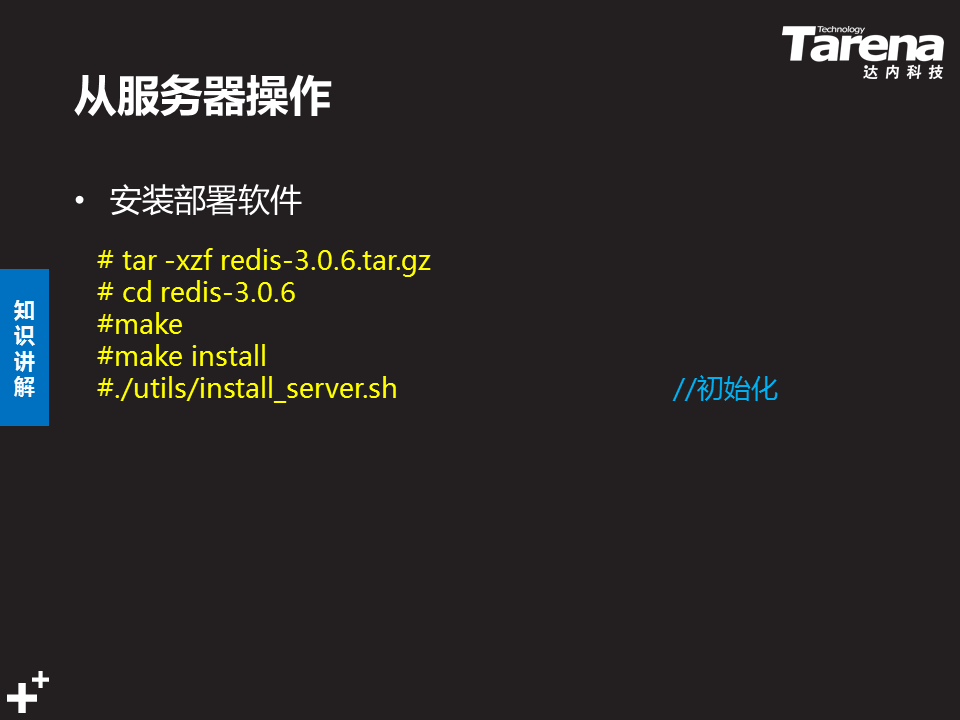 Technology
Tarena
达内科技
从服务器操作
• 安装部署软件
# tar -xzf redis-3.0.6.tar.gz
# cd redis-3.0.6
#make
#make install
#./utils/install_server.sh //初始化
知
识
讲
解